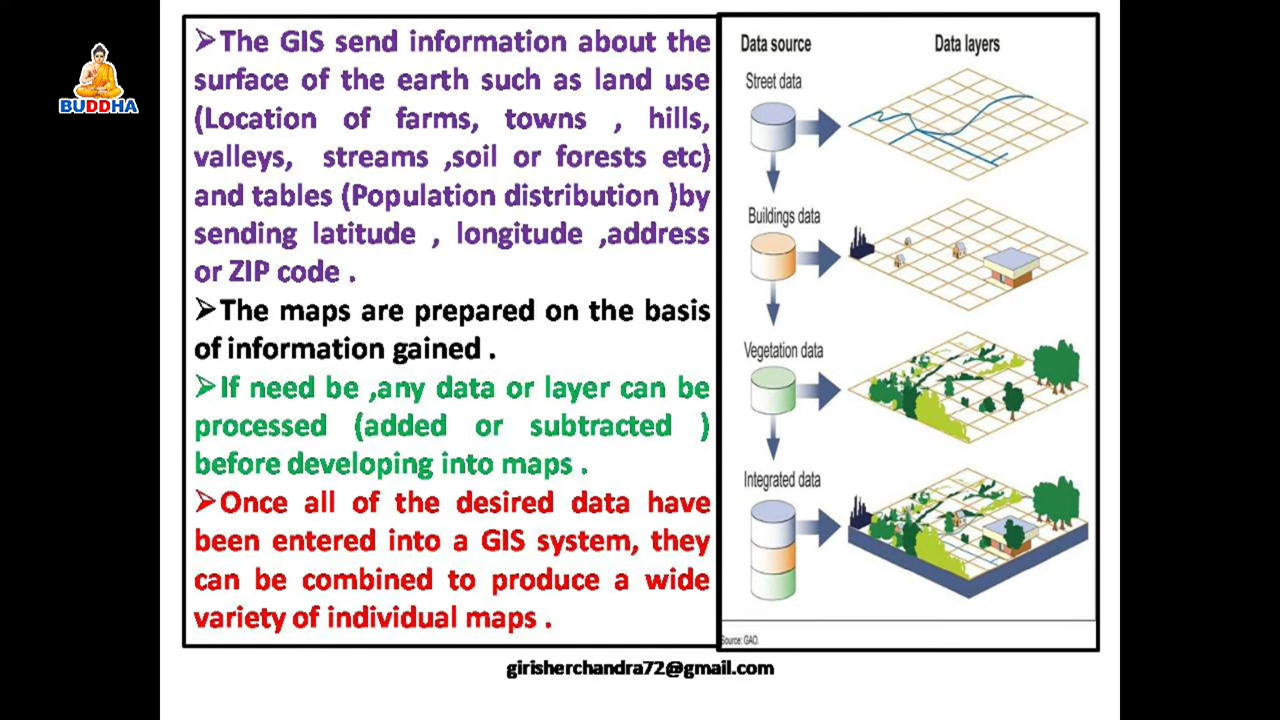 BUDDHA
➢The GIS send information about the
surface of the earth such as land use
(Location of farms, towns , hills,
valleys, streams ,soil or forests etc)
and tables (Population distribution )by
sending latitude , longitude ,address
or ZIP code .
➢The maps are prepared on the basis
of information gained .
➢If need be ,any data or layer can be
processed (added or subtracted )
before developing into maps .
➢Once all of the desired data have
been entered into a GIS system, they
can be combined to produce a wide
variety of individual maps .
Data source
Data layers
Street data
Buildings data
Vegetation data
Integrated data
Source: GAO.
girisherchandra72@gmail.com